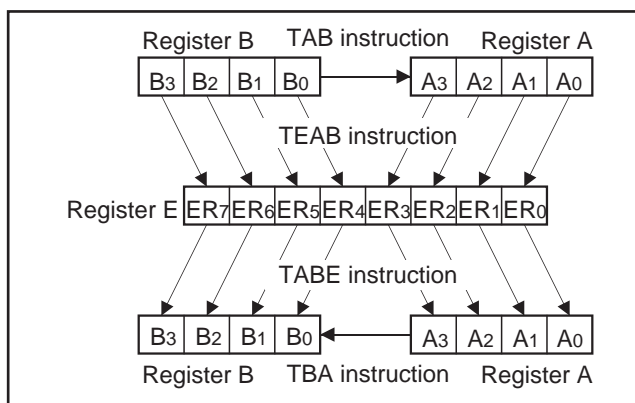 Register B TAB instruction Register A
B3 B2 B1 B0 A3 A2 A1 A0
TEAB instruction
Register E ER7 ER6 ER5 ER4 ER3 ER2 ER1 ER0
TABE instruction
B3 B2 B1 B0 A3 A2 A1 A0
Register B TBA instruction Register A